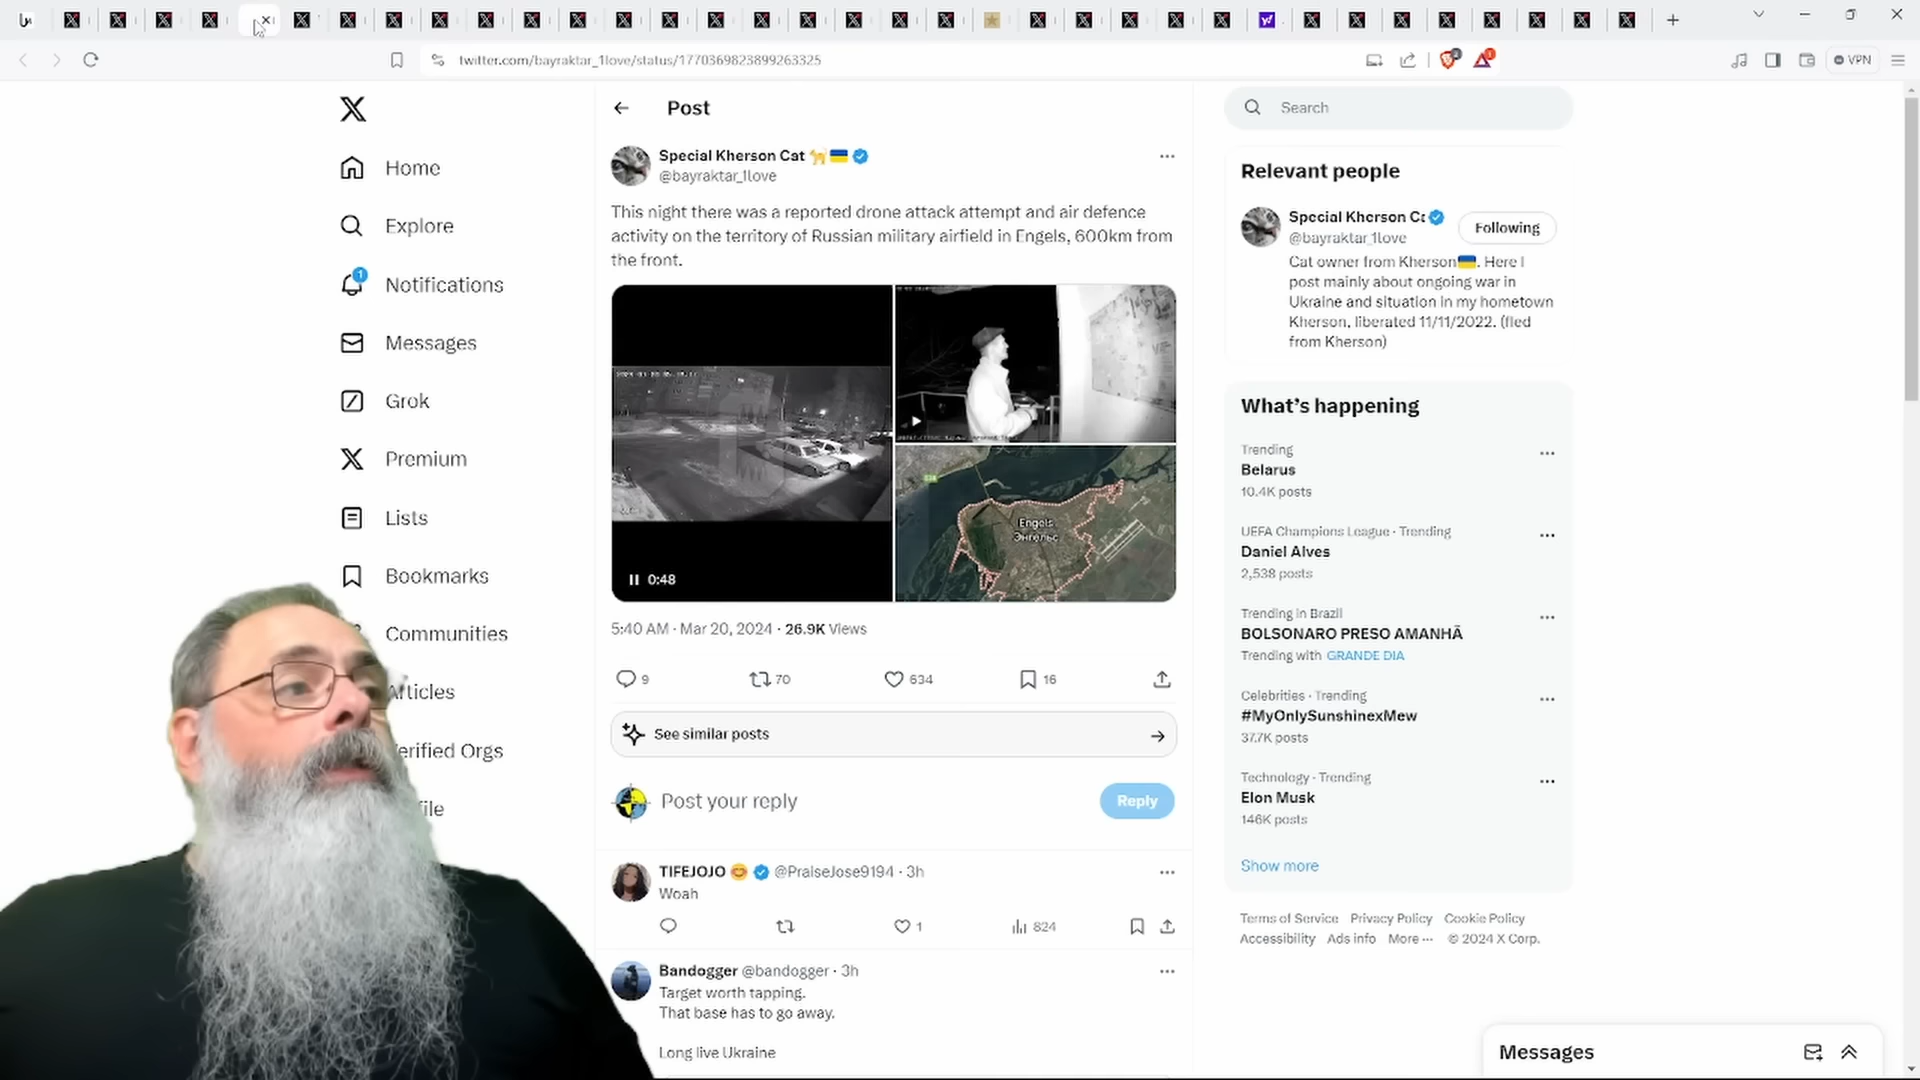 twitter.com/bayraktar_1love/status/1770369823899263325
VPN
Home
Explore
1
Notifications
Messages
Grok
Premium
Lists
Bookmarks
Communities
Articles
erified Orgs
file
Post
Special Kherson Cat
@bayraktar_1love
This night there was a reported drone attack attempt and air defence
activity on the territory of Russian military airfield in Engels, 600km from
the front.
0:48
Engels
Энгельс
5:40 AM · Mar 20, 2024 · 26.9K Views
9
70
634
16
See similar posts
Post your reply
Reply
TIFEJOJO @PraiseJose9194 · 3h
Woah
1
824
Bandogger @bandogger · 3h
Target worth tapping.
That base has to go away.
Long live Ukraine
Search
Relevant people
Special Kherson Ca
@bayraktar_1love
Following
Cat owner from Kherson. Here I
post mainly about ongoing war in
Ukraine and situation in my hometown
Kherson, liberated 11/11/2022. (fled
from Kherson)
What's happening
Trending
Belarus
10.4K posts
UEFA Champions League · Trending
Daniel Alves
2,538 posts
Trending in Brazil
BOLSONARO PRESO AMANHÃ
Trending with GRANDE DIA
Celebrities · Trending
#MyOnlySunshinexMew
37.7K posts
Technology · Trending
Elon Musk
146K posts
Show more
Terms of Service Privacy Policy Cookie Policy
Accessibility Ads info More ··· © 2024 X Corp.
Messages